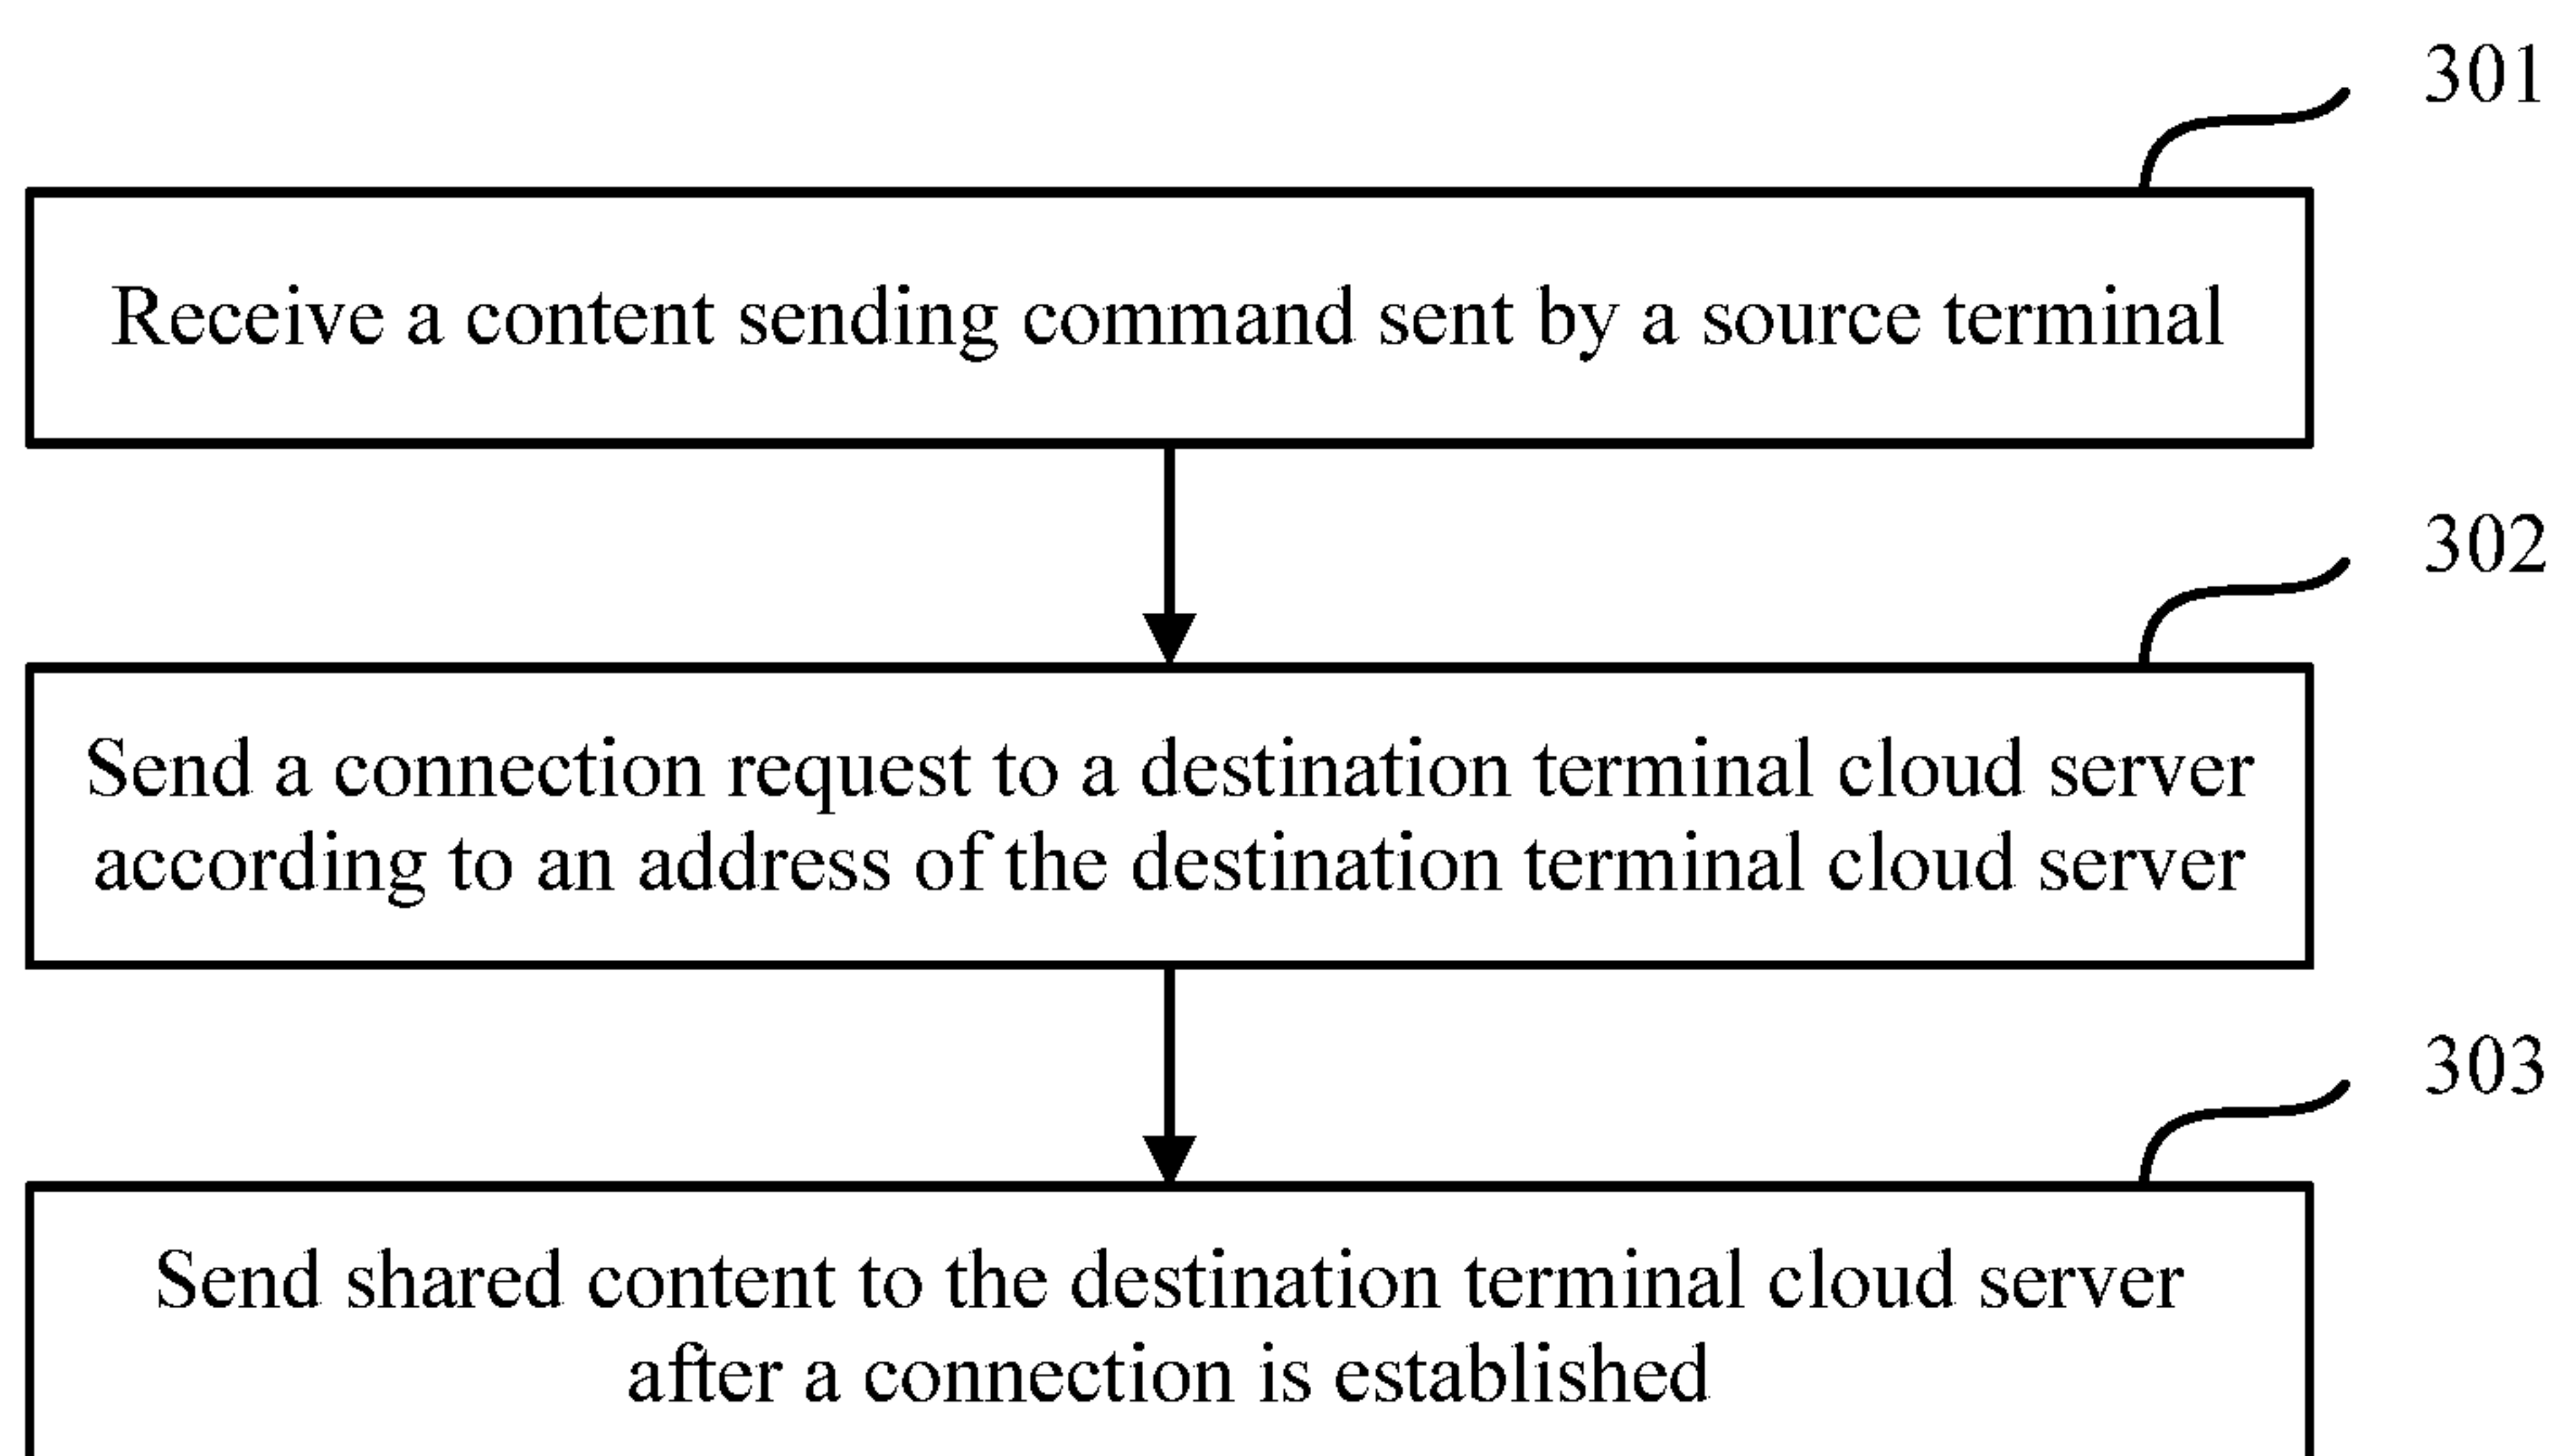 301
Receive a content sending command sent by a source terminal
302
Send a connection request to a destination terminal cloud server
according to an address of the destination terminal cloud server
303
Send shared content to the destination terminal cloud server
after a connection is established